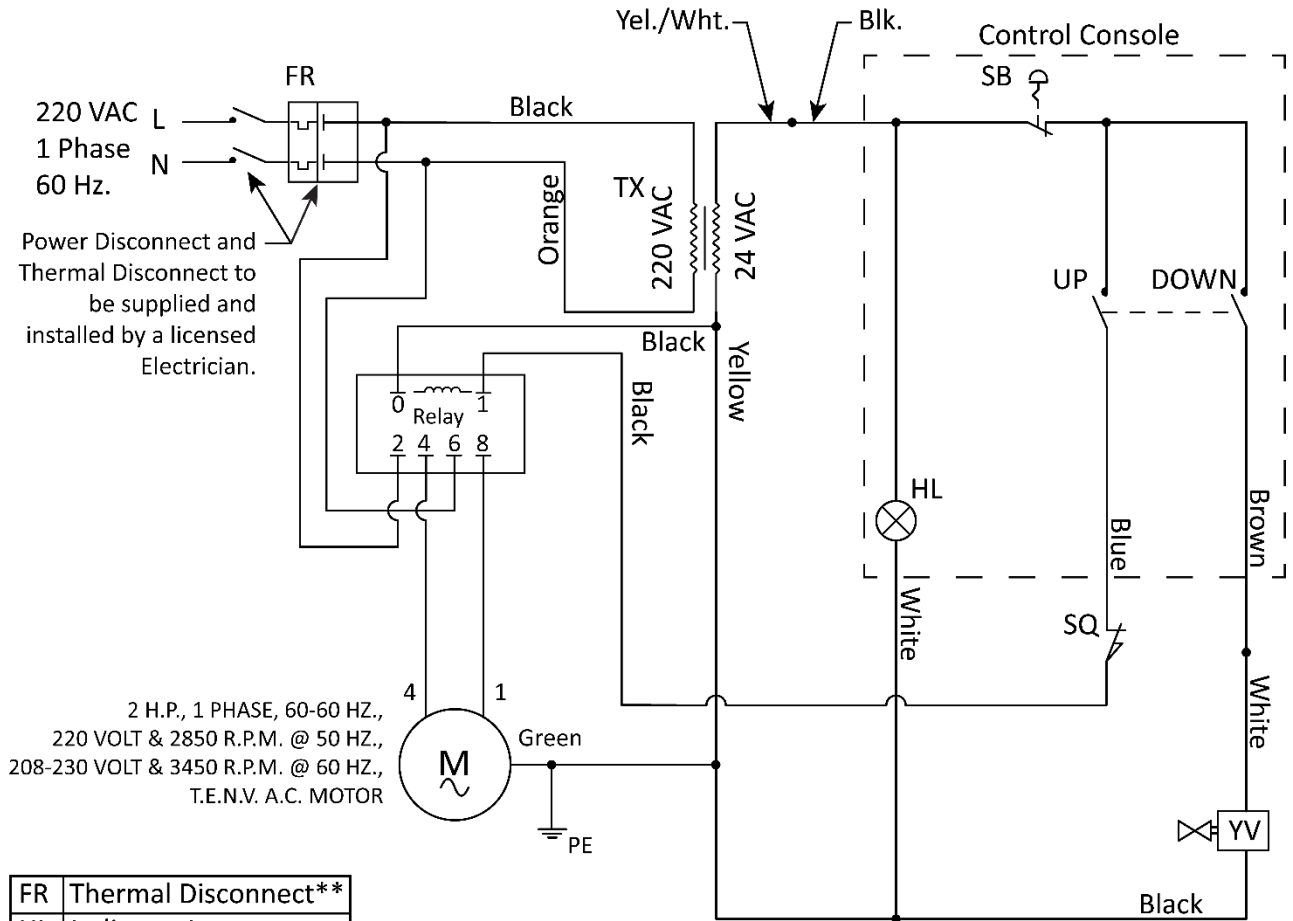 Yel./Wht.
Blk.
Control Console
FR
SB
220 VAC L
1 Phase
N
60 Hz.
Black
Power Disconnect and
Thermal Disconnect to
be supplied and
installed by a licensed
Electrician.
Orange
TX
220 VAC
24 VAC
UP
DOWN
Black
Yellow
Black
0
1
Relay
2 4 6 8
HL
Blue
Brown
White
SQ
White
4
1
2 H.P., 1 PHASE, 60-60 HZ.,
220 VOLT & 2850 R.P.M. @ 50 HZ.,
208-230 VOLT & 3450 R.P.M. @ 60 HZ.,
T.E.N.V. A.C. MOTOR
M
Green
PE
YV
Black
FR Thermal Disconnect**